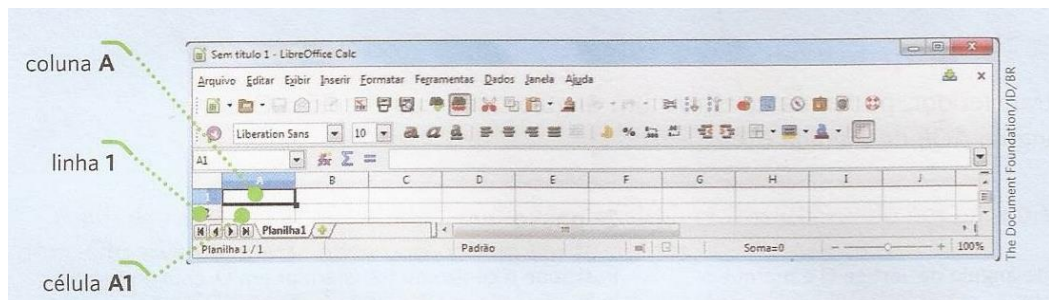 coluna A
linha 1
célula A1
Sem título 1 - LibreOffice Calc
Arquivo Editar Exibir Inserir Formatar Ferramentas Dados Janela Ajuda
Liberation Sans 10
A1
A B C D E F G H I J
1
2
Planilha1
Planilha 1 / 1 Padrão Soma=0 100%
The Document Foundation/ID/BR